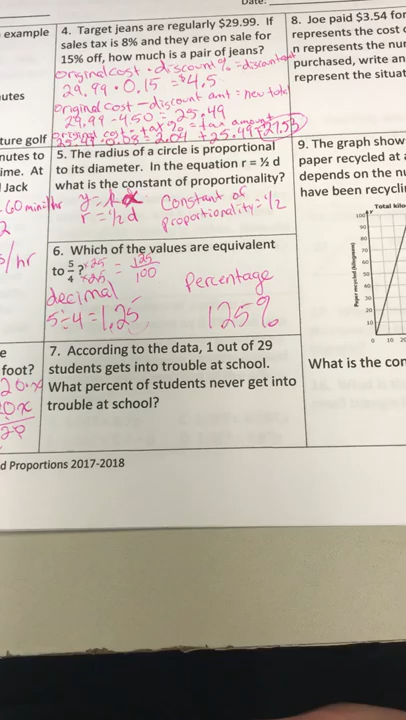 Date:
example
utes
ture golf
nutes to
ime. At
Jack
60 min = 1hr
/hr
e
foot?
20
4. Target jeans are regularly $29.99. If
sales tax is 8% and they are on sale for
15% off, how much is a pair of jeans?
original cost · discount % = discount amt
29.99 · 0.15 = $4.5
original cost - discount amt = new total
29.99 - 4.50 = 25.49
original cost · tax % = tax amount
25.49 · 0.08 = 2.04 + 25.49 = 27.53
5. The radius of a circle is proportional
to its diameter. In the equation r = ½ d
what is the constant of proportionality?
y = k x
r = 1/2 d
Constant of
proportionality = 1/2
6. Which of the values are equivalent
to 5/4 ? ×25 = 125
×25 100
decimal
5÷4 = 1.25
Percentage
125%
7. According to the data, 1 out of 29
students gets into trouble at school.
What percent of students never get into
trouble at school?
8. Joe paid $3.54 for
represents the cost
n represents the nu
purchased, write an
represent the situat
9. The graph show
paper recycled at
depends on the nu
have been recycli
Total kilo
Paper recycled (kilograms)
y
100
90
80
70
60
50
40
30
20
10
0 10 20
What is the con
d Proportions 2017-2018